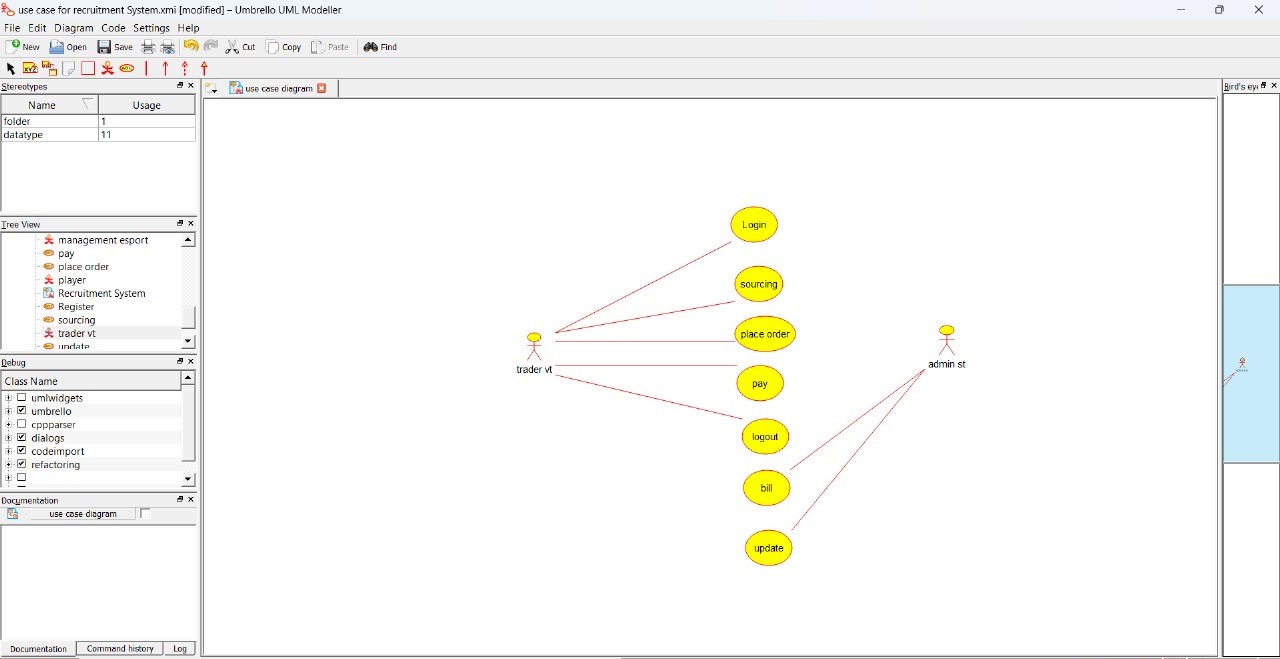 use case for recruitment System.xmi [modified] – Umbrello UML Modeller
File Edit Diagram Code Settings Help
New Open Save Cut Copy Paste Find
Stereotypes
Name Usage
folder 1
datatype 11
Tree View
management esport
pay
place order
player
Recruitment System
Register
sourcing
trader vt
update
Debug
Class Name
umlwidgets
umbrello
cppparser
dialogs
codeimport
refactoring
Documentation
use case diagram
Documentation Command history Log
use case diagram
Login
sourcing
place order
pay
logout
bill
update
trader vt
admin st
Bird's ey